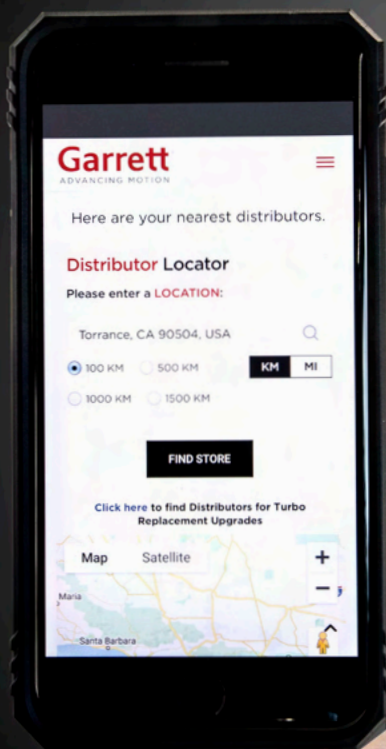 Garrett
ADVANCING MOTION
Here are your nearest distributors.
Distributor Locator
Please enter a LOCATION:
Torrance, CA 90504, USA
100 KM 500 KM KM MI
1000 KM 1500 KM
FIND STORE
Click here to find Distributors for Turbo
Replacement Upgrades
Map Satellite + 
Maria −
Santa Barbara